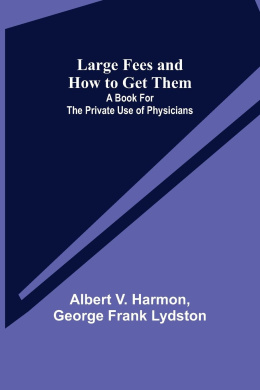 Large Fees and
How to Get Them
A Book For
The Private Use of Physicians
Albert V. Harmon,
George Frank Lydston